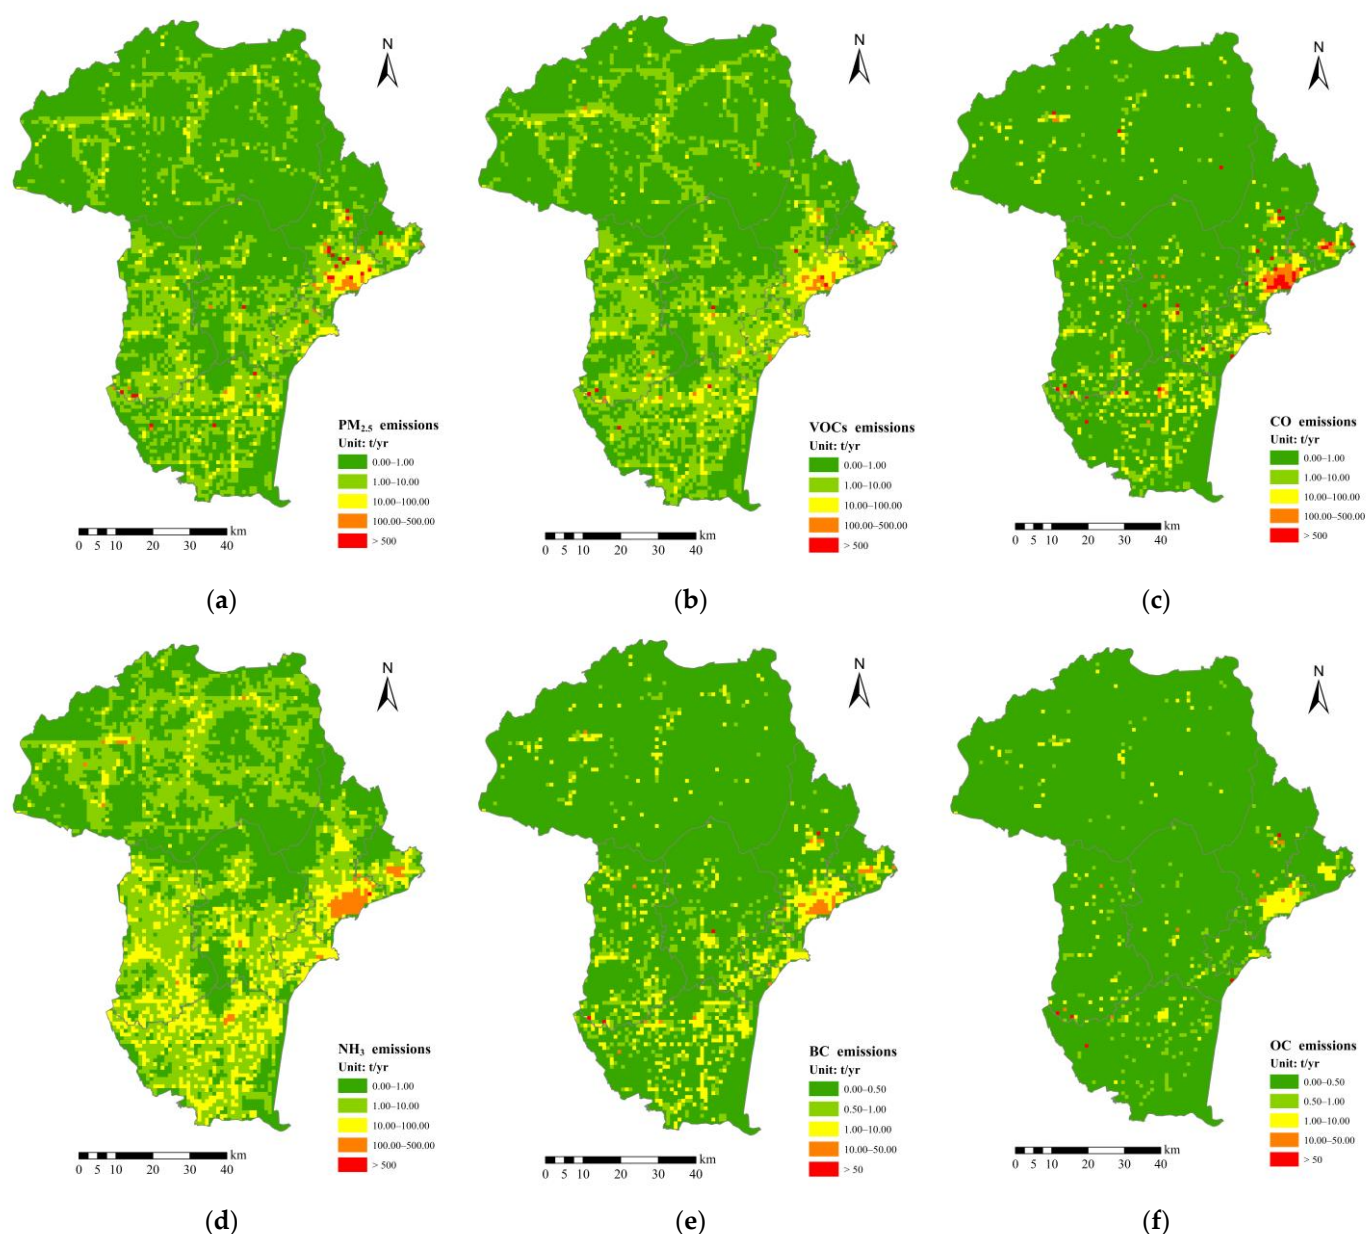 N
PM2.5 emissions
Unit: t/yr
0.00–1.00
1.00–10.00
10.00–100.00
100.00–500.00
> 500
km
0 5 10 20 30 40
(a)
N
VOCs emissions
Unit: t/yr
0.00–1.00
1.00–10.00
10.00–100.00
100.00–500.00
> 500
km
0 5 10 20 30 40
(b)
N
CO emissions
Unit: t/yr
0.00–1.00
1.00–10.00
10.00–100.00
100.00–500.00
> 500
km
0 5 10 20 30 40
(c)
N
NH3 emissions
Unit: t/yr
0.00–1.00
1.00–10.00
10.00–100.00
100.00–500.00
> 500
km
0 5 10 20 30 40
(d)
N
BC emissions
Unit: t/yr
0.00–0.50
0.50–1.00
1.00–10.00
10.00–50.00
> 50
km
0 5 10 20 30 40
(e)
N
OC emissions
Unit: t/yr
0.00–0.50
0.50–1.00
1.00–10.00
10.00–50.00
> 50
km
0 5 10 20 30 40
(f)